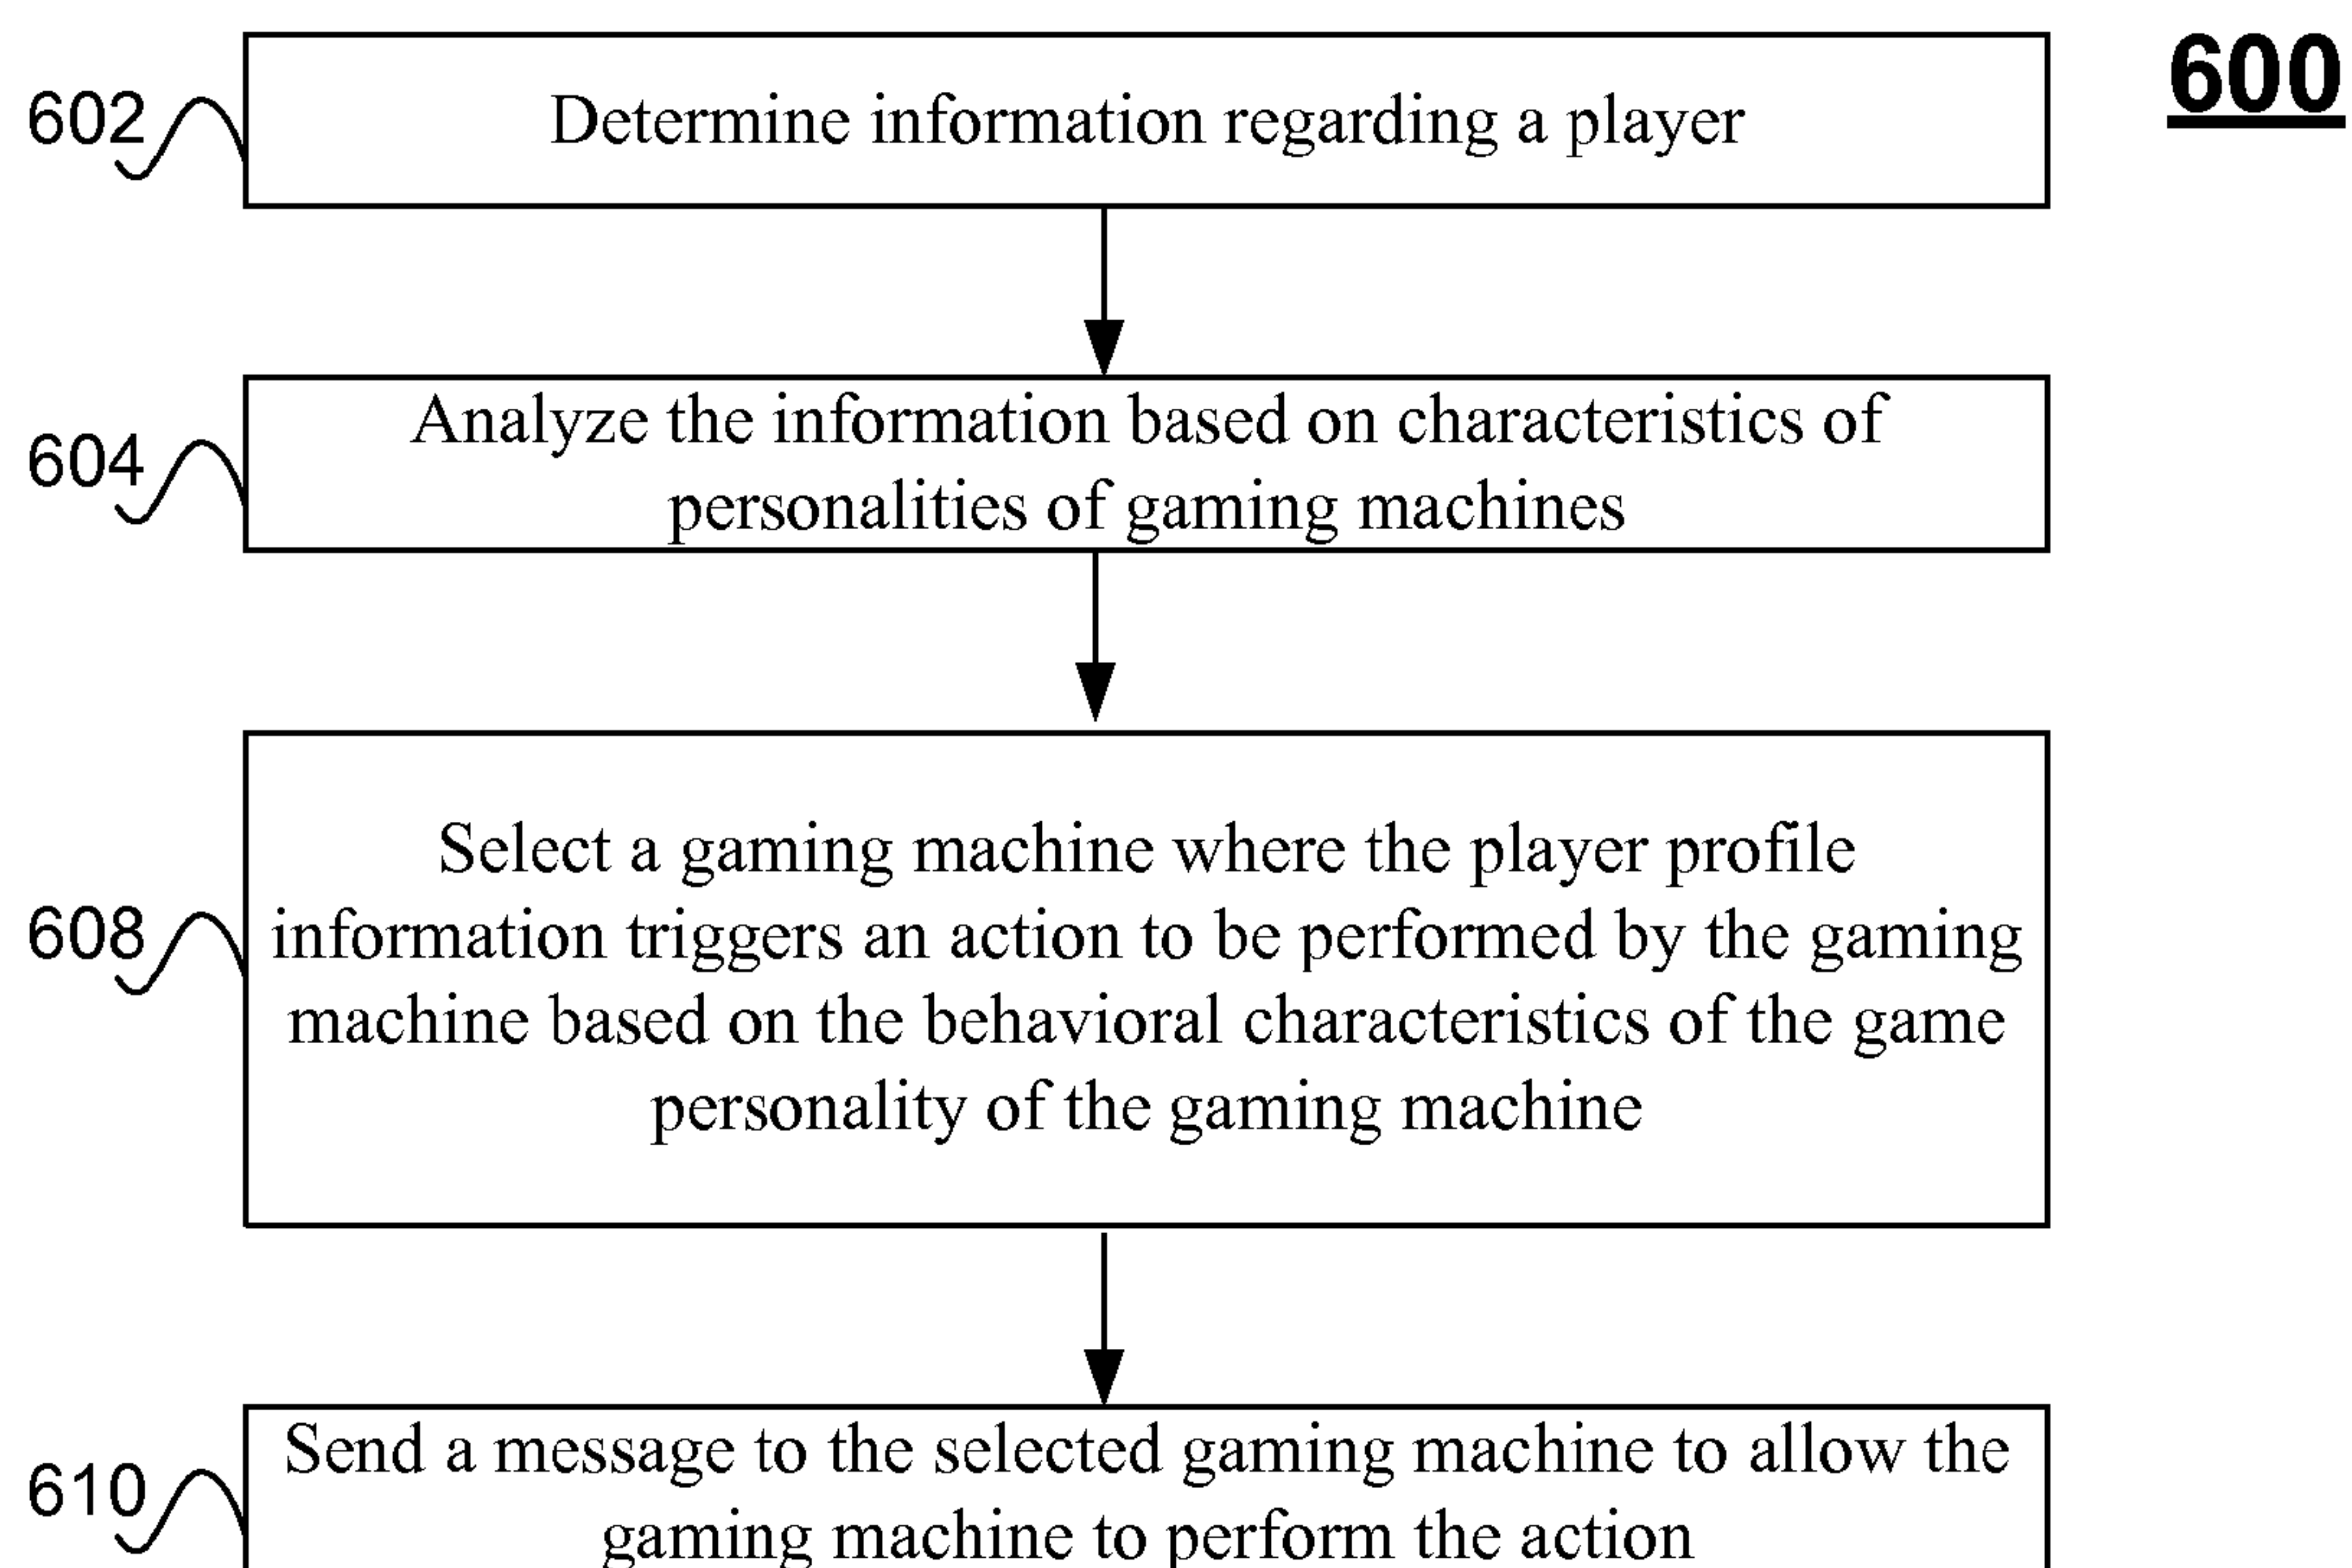 600
602
Determine information regarding a player
604
Analyze the information based on characteristics of
personalities of gaming machines
608
Select a gaming machine where the player profile
information triggers an action to be performed by the gaming
machine based on the behavioral characteristics of the game
personality of the gaming machine
610
Send a message to the selected gaming machine to allow the
gaming machine to perform the action